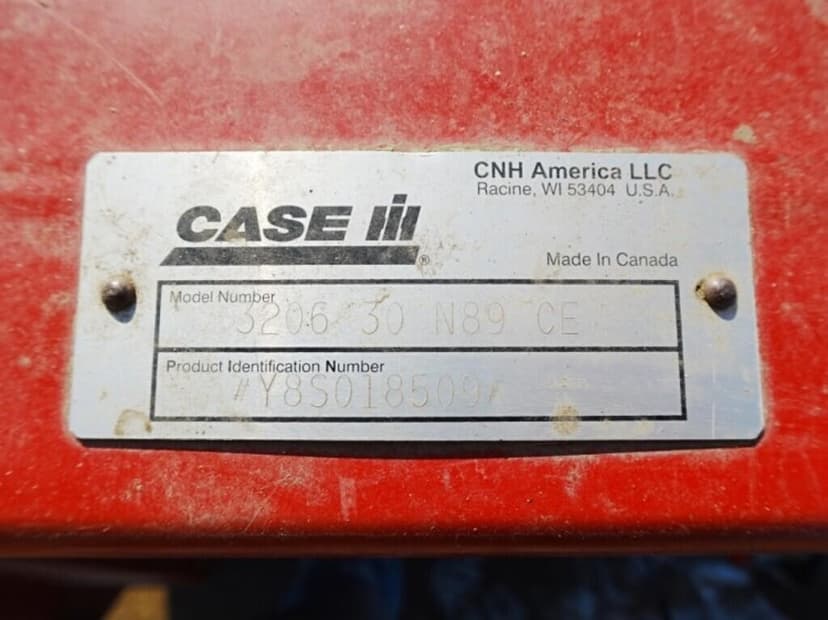 CNH America LLC
Racine, WI 53404 U.S.A.
CASE IH
®
Made In Canada
Model Number
3206 30 N89 CE
Product Identification Number
*Y8S018509*